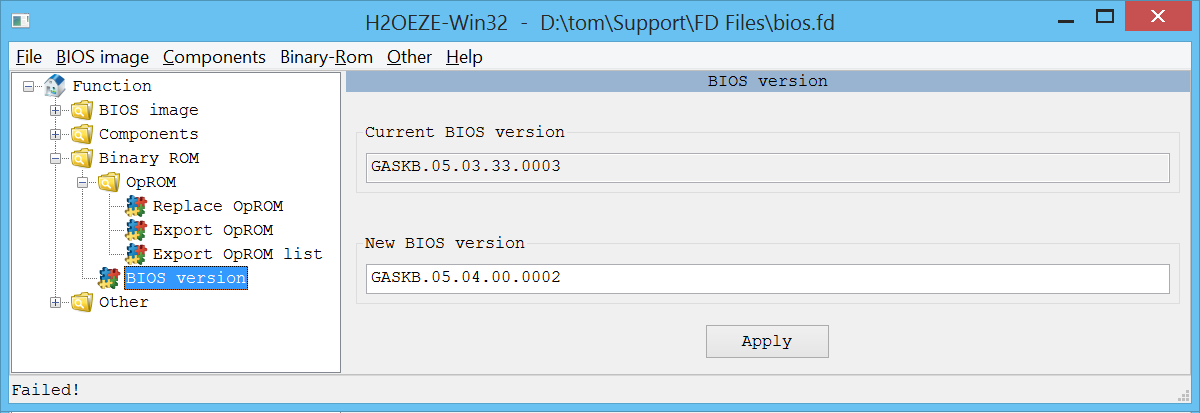 H2OEZE-Win32 - D:\tom\Support\FD Files\bios.fd
File BIOS image Components Binary-Rom Other Help
Function
BIOS image
Components
Binary ROM
OpROM
Replace OpROM
Export OpROM
Export OpROM list
BIOS version
Other
BIOS version
Current BIOS version
GASKB.05.03.33.0003
New BIOS version
GASKB.05.04.00.0002
Apply
Failed!